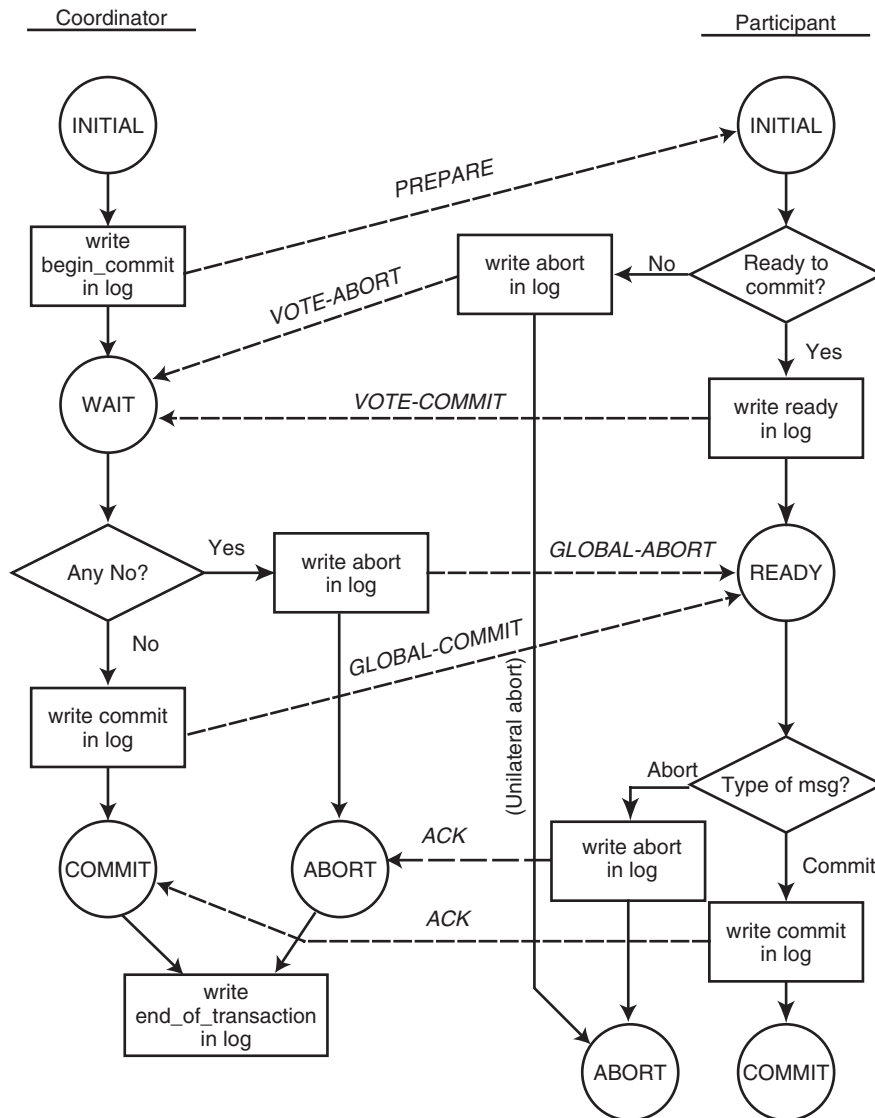 Coordinator
Participant
INITIAL
INITIAL
PREPARE
write
begin_commit
in log
write abort
in log
No
Ready to
commit?
VOTE-ABORT
Yes
WAIT
VOTE-COMMIT
write ready
in log
Any No?
Yes
write abort
in log
GLOBAL-ABORT
READY
No
GLOBAL-COMMIT
write commit
in log
(Unilateral abort)
Abort
Type of msg?
COMMIT
ABORT
ACK
write abort
in log
Commit
ACK
write commit
in log
write
end_of_transaction
in log
ABORT
COMMIT